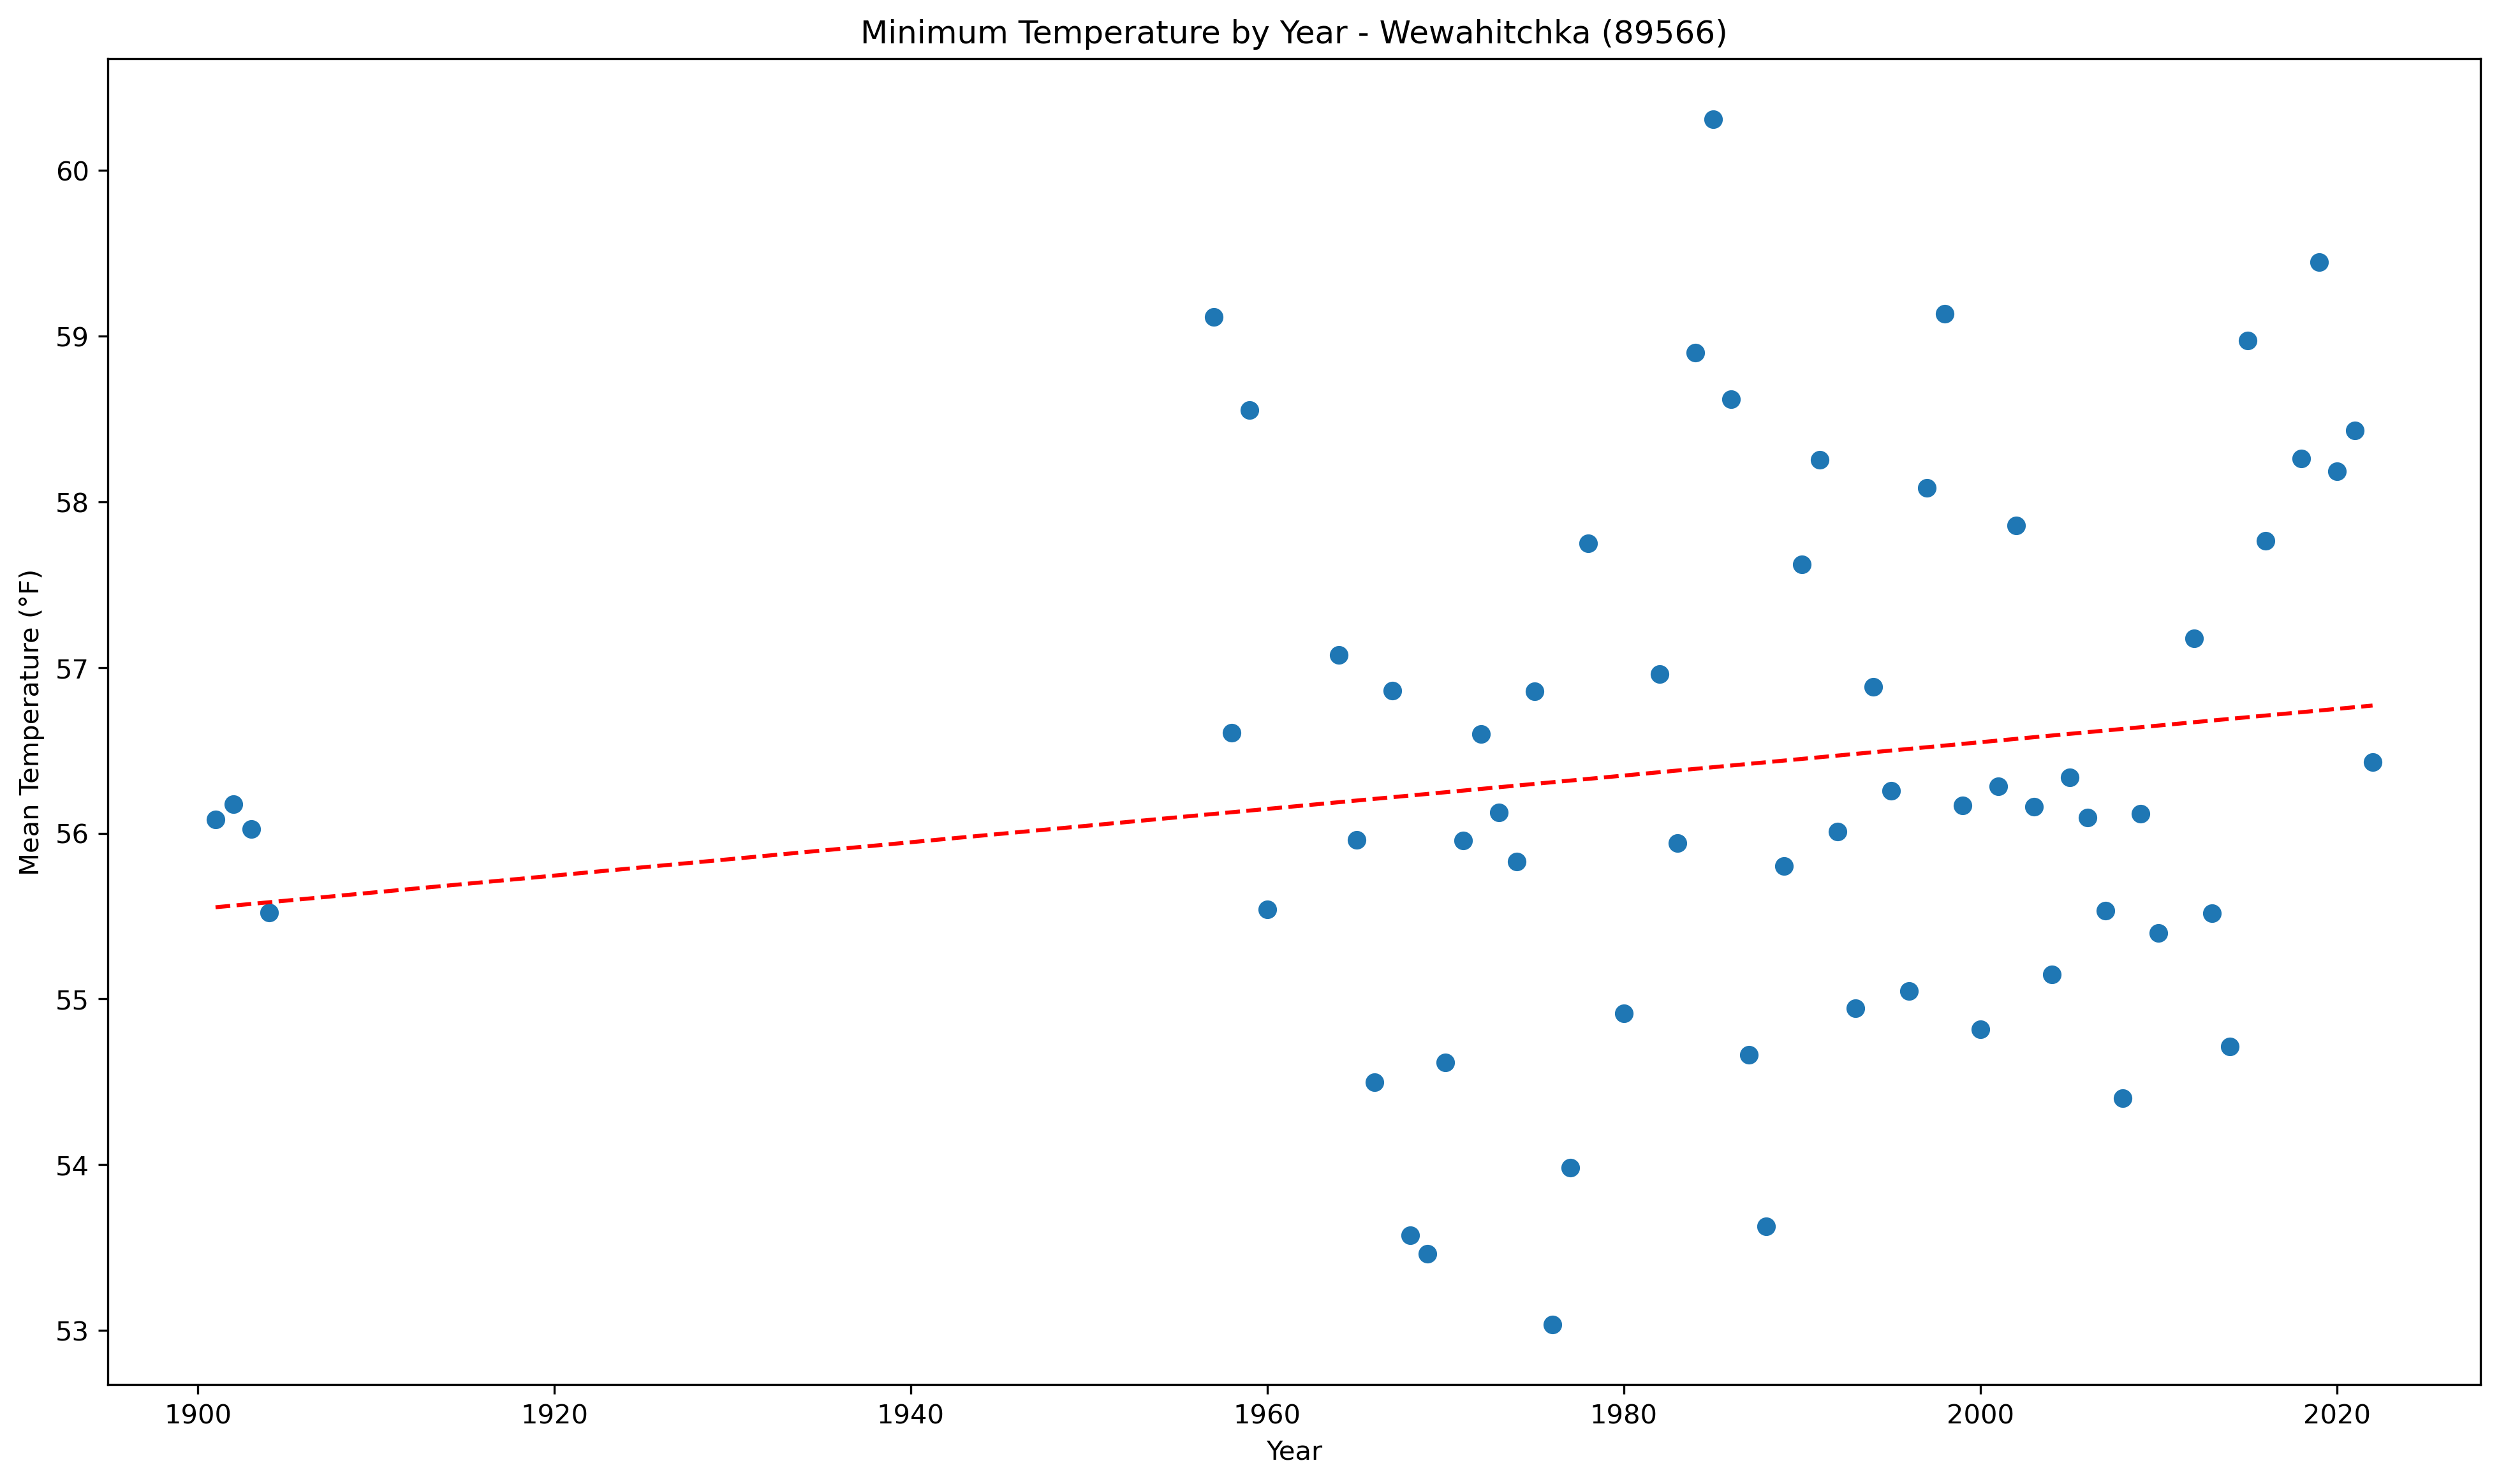 Minimum Temperature by Year - Wewahitchka (89566)
Mean Temperature (°F)
60
59
58
57
56
55
54
53
1900 1920 1940 1960 1980 2000 2020
Year